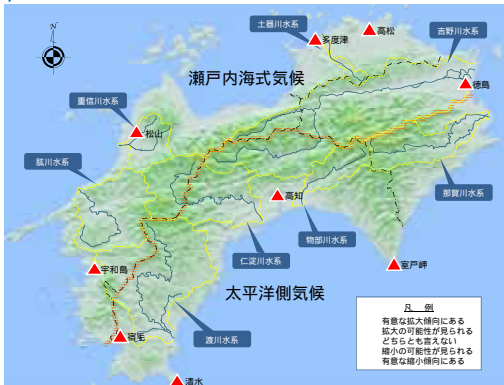 土器川水系
高松
多度津
吉野川水系
徳島
瀬戸内海式気候
重信川水系
松山
肱川水系
那賀川水系
高知
物部川水系
仁淀川水系
室戸岬
宇和島
太平洋側気候
渡川水系
宿毛
清水
凡 例
有意な拡大傾向にある
拡大の可能性が見られる
どちらとも言えない
縮小の可能性が見られる
有意な縮小傾向にある